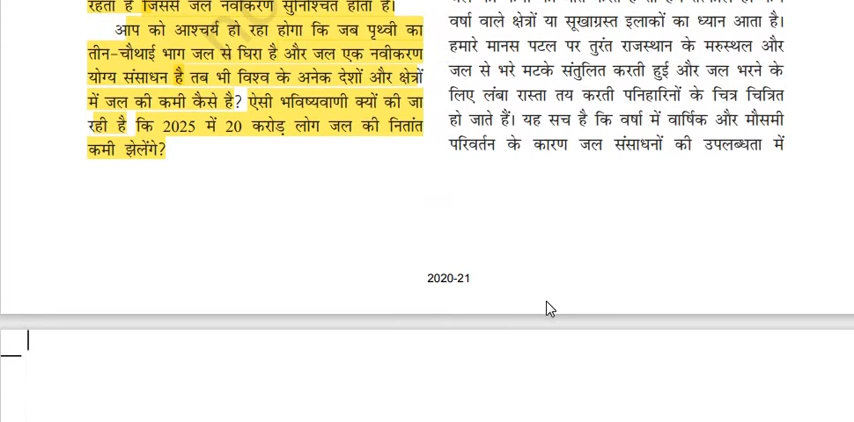 रहता है जिससे जल नवीकरण सुनिश्चित होता है।
आप को आश्चर्य हो रहा होगा कि जब पृथ्वी का
तीन-चौथाई भाग जल से घिरा है और जल एक नवीकरण
योग्य संसाधन है तब भी विश्व के अनेक देशों और क्षेत्रों
में जल की कमी कैसे है? ऐसी भविष्यवाणी क्यों की जा
रही है कि 2025 में 20 करोड़ लोग जल की नितांत
कमी झेलेंगे?
वर्षा वाले क्षेत्रों या सूखाग्रस्त इलाकों का ध्यान आता है।
हमारे मानस पटल पर तुरंत राजस्थान के मरुस्थल और
जल से भरे मटके संतुलित करती हुई और जल भरने के
लिए लंबा रास्ता तय करती पनिहारिनों के चित्र चित्रित
हो जाते हैं। यह सच है कि वर्षा में वार्षिक और मौसमी
परिवर्तन के कारण जल संसाधनों की उपलब्धता में
2020-21